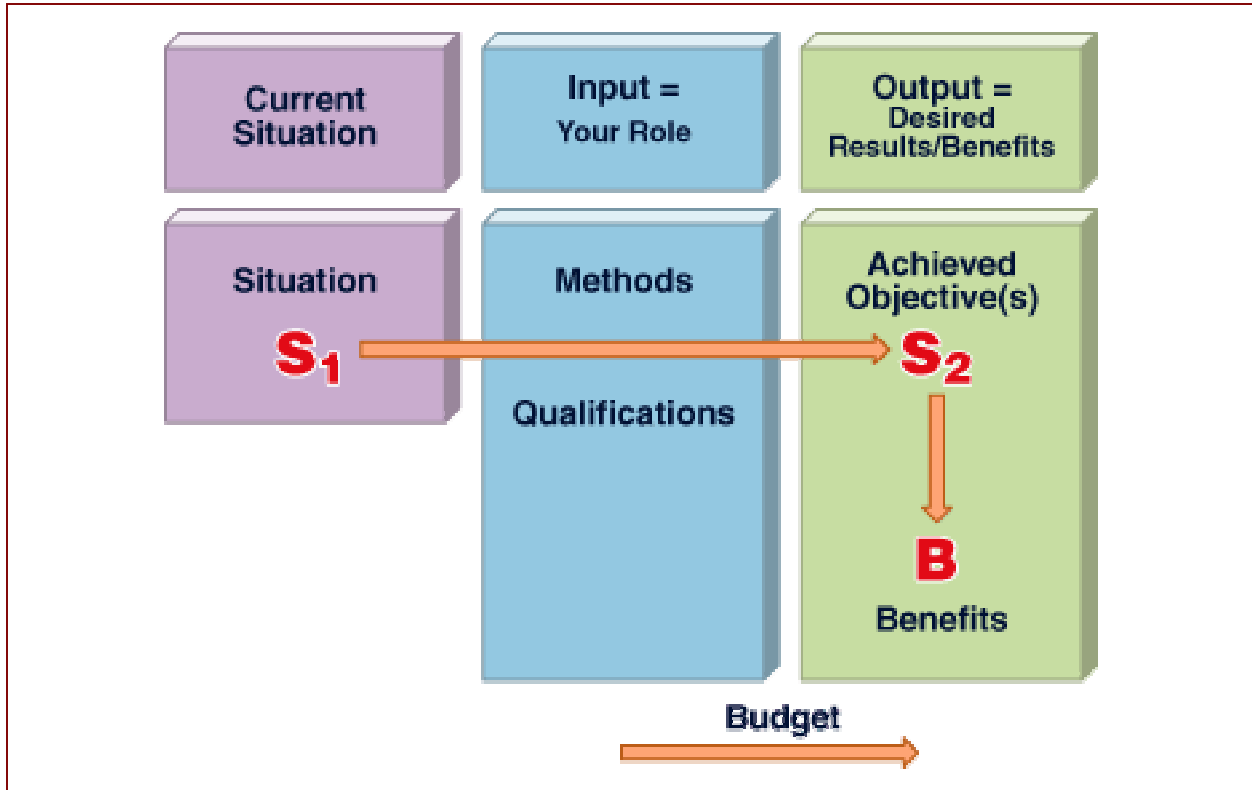 Current
Situation
Input =
Your Role
Output =
Desired
Results/Benefits
Situation
S₁
Methods
Qualifications
Achieved
Objective(s)
S₂
B
Benefits
Budget